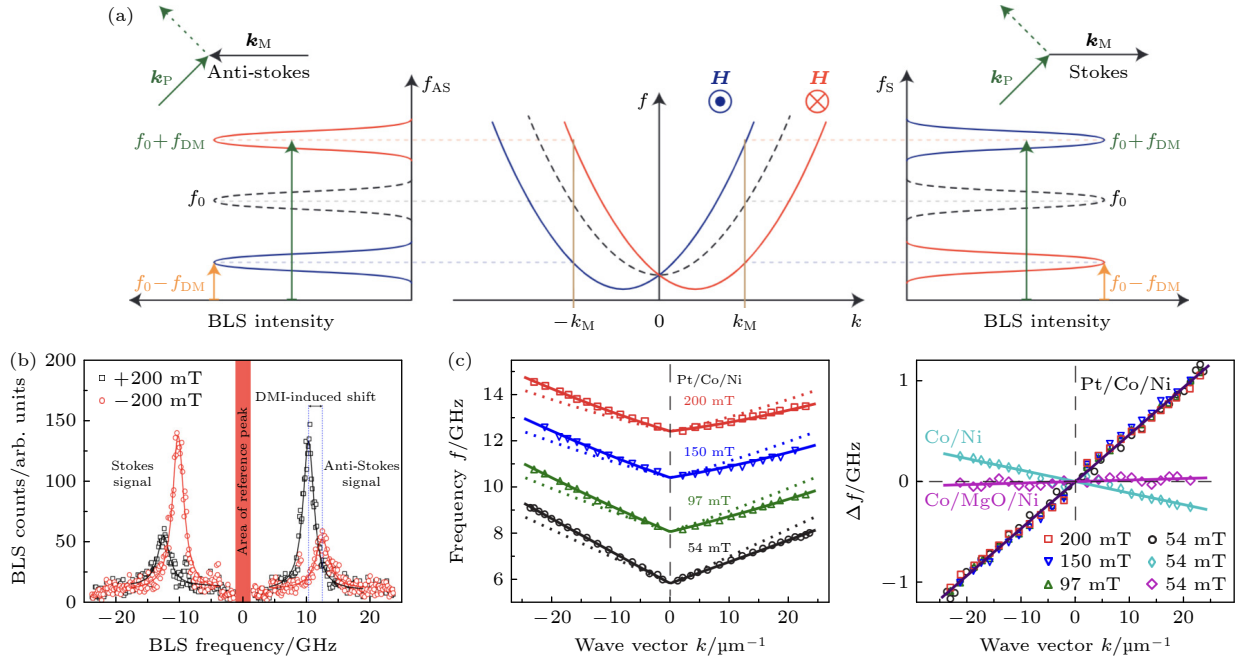 (a)
k_M
Anti-stokes
k_P
f_AS
f_0+f_DM
f_0
f_0−f_DM
BLS intensity
f
H
H
−k_M
0
k_M
k
k_M
Stokes
k_P
f_S
f_0+f_DM
f_0
f_0−f_DM
BLS intensity
(b)
BLS counts/arb. units
200
150
100
50
0
+200 mT
−200 mT
DMI-induced shift
Stokes
signal
Area of reference peak
Anti-Stokes
signal
−20
−10
0
10
20
BLS frequency/GHz
(c)
Frequency f/GHz
14
12
10
8
6
Pt/Co/Ni
200 mT
150 mT
97 mT
54 mT
−20
−10
0
10
20
Wave vector k/μm⁻¹
Δf/GHz
1
0
−1
Pt/Co/Ni
Co/Ni
Co/MgO/Ni
200 mT
54 mT
150 mT
54 mT
97 mT
54 mT
−20
−10
0
10
20
Wave vector k/μm⁻¹